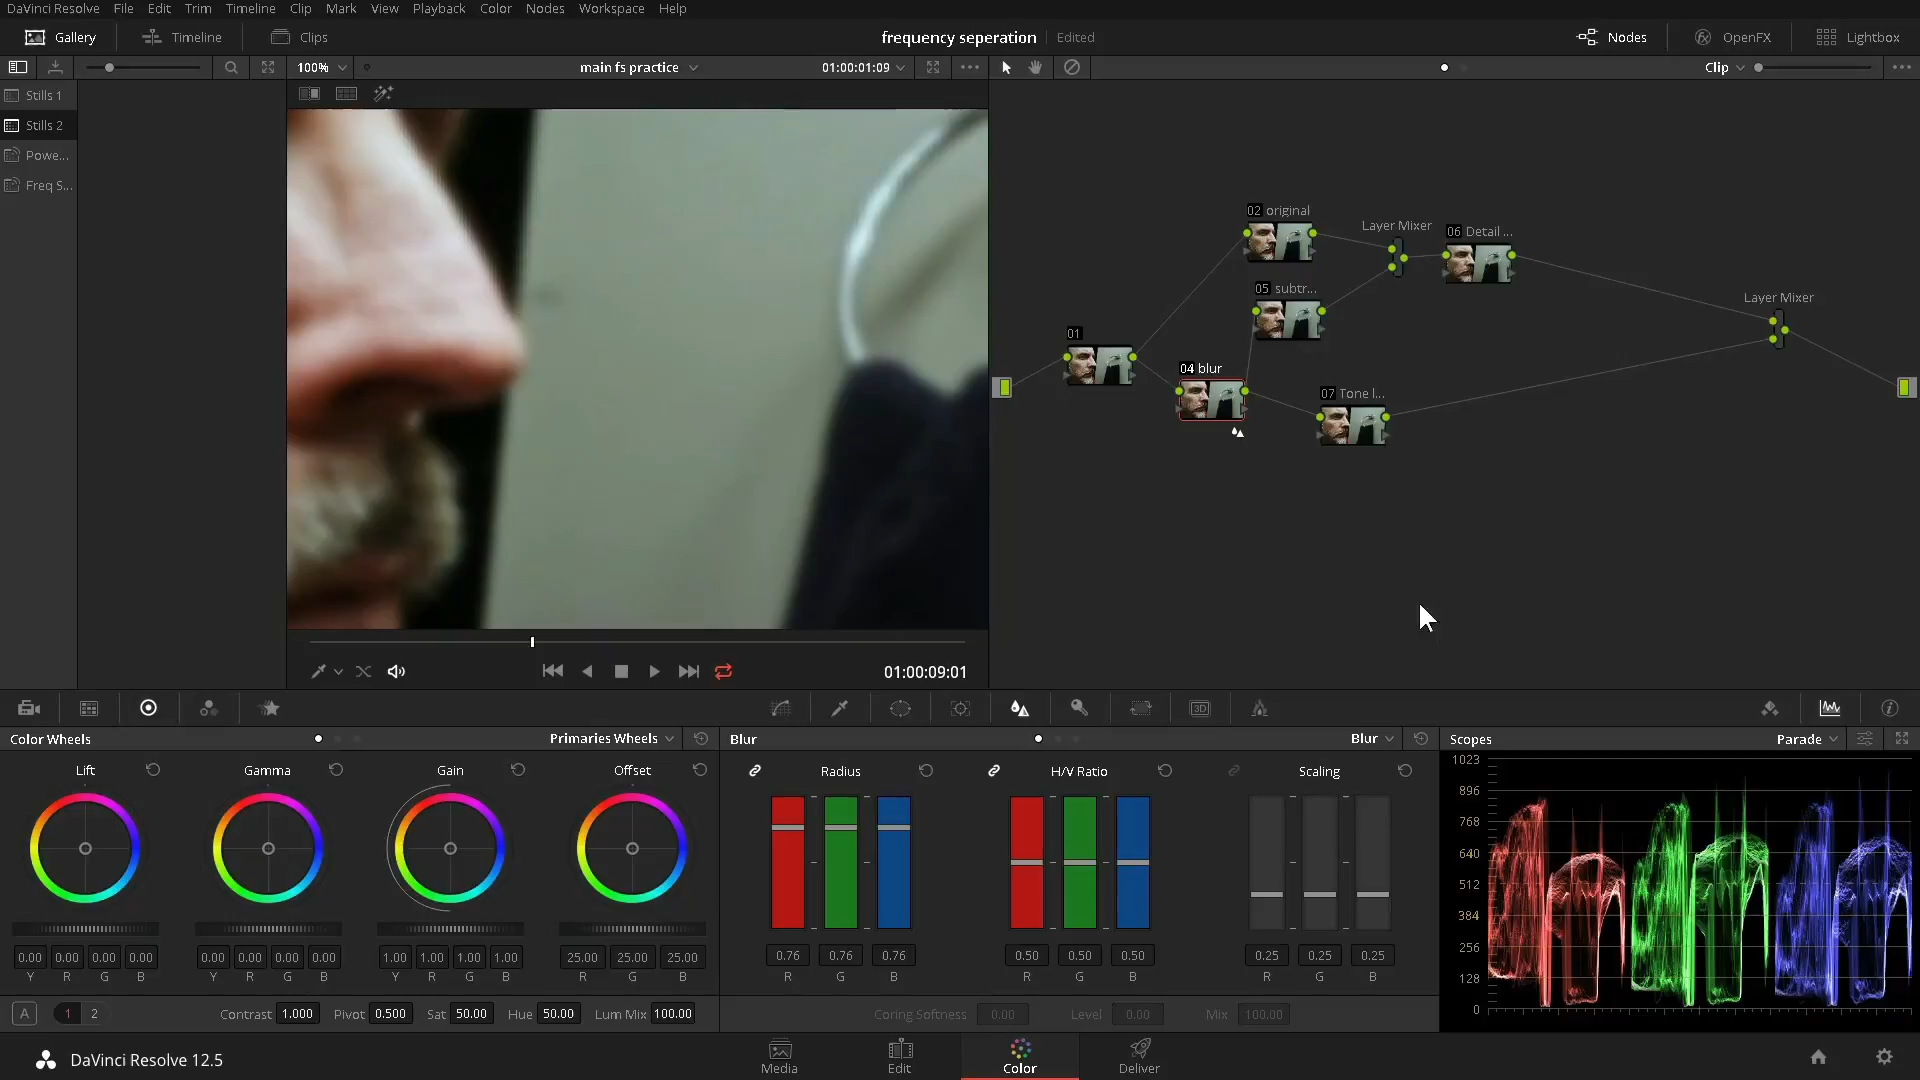 DaVinci Resolve File Edit Trim Timeline Clip Mark View Playback Color Nodes Workspace Help
Gallery Timeline Clips frequency seperation Edited Nodes OpenFX Lightbox
100% main fs practice 01:00:01:09 Clip
Stills 1
Stills 2
Powe...
Freq S...
02 original
Layer Mixer
06 Detail ...
05 subtr...
Layer Mixer
01
04 blur
07 Tone l...
01:00:09:01
Color Wheels Primaries Wheels Blur Blur Scopes Parade
Lift Gamma Gain Offset Radius H/V Ratio Scaling
1023
896
768
640
512
384
256
128
0
0.00 0.00 0.00 0.00 0.00 0.00 0.00 0.00 1.00 1.00 1.00 1.00 25.00 25.00 25.00 0.76 0.76 0.76 0.50 0.50 0.50 0.25 0.25 0.25
Y R G B Y R G B Y R G B R G B R G B R G B R G B
A 1 2 Contrast 1.000 Pivot 0.500 Sat 50.00 Hue 50.00 Lum Mix 100.00 Coring Softness 0.00 Level 0.00 Mix 100.00
DaVinci Resolve 12.5 Media Edit Color Deliver
3D